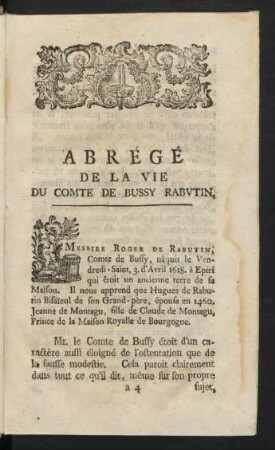 ABRÉGÉ
DE LA VIE
DU COMTE DE BUSSY RABVTIN,
MESSIRE ROGER DE RABUTIN,
Comte de Bussy, nâquit le Ven-
dredi-Saint, 3. d'Avril 1618. à Epiri
qui étoit un ancienne terre de sa
Maison. Il nous apprend que Hugues de Rabu-
tin Bisaïeul de son Grand-père, épousa en 1460.
Jeanne de Montagu, fille de Claude de Montagu,
Prince de la Maison Royalle de Bourgogne.
Mr. le Comte de Bussy étoit d'un ca-
ractère aussi éloigné de l'ostentation que de
la fausse modestie. Cela paroit clairement
dans tout ce qu'il dit, même sur son propre
a 4 sujet,